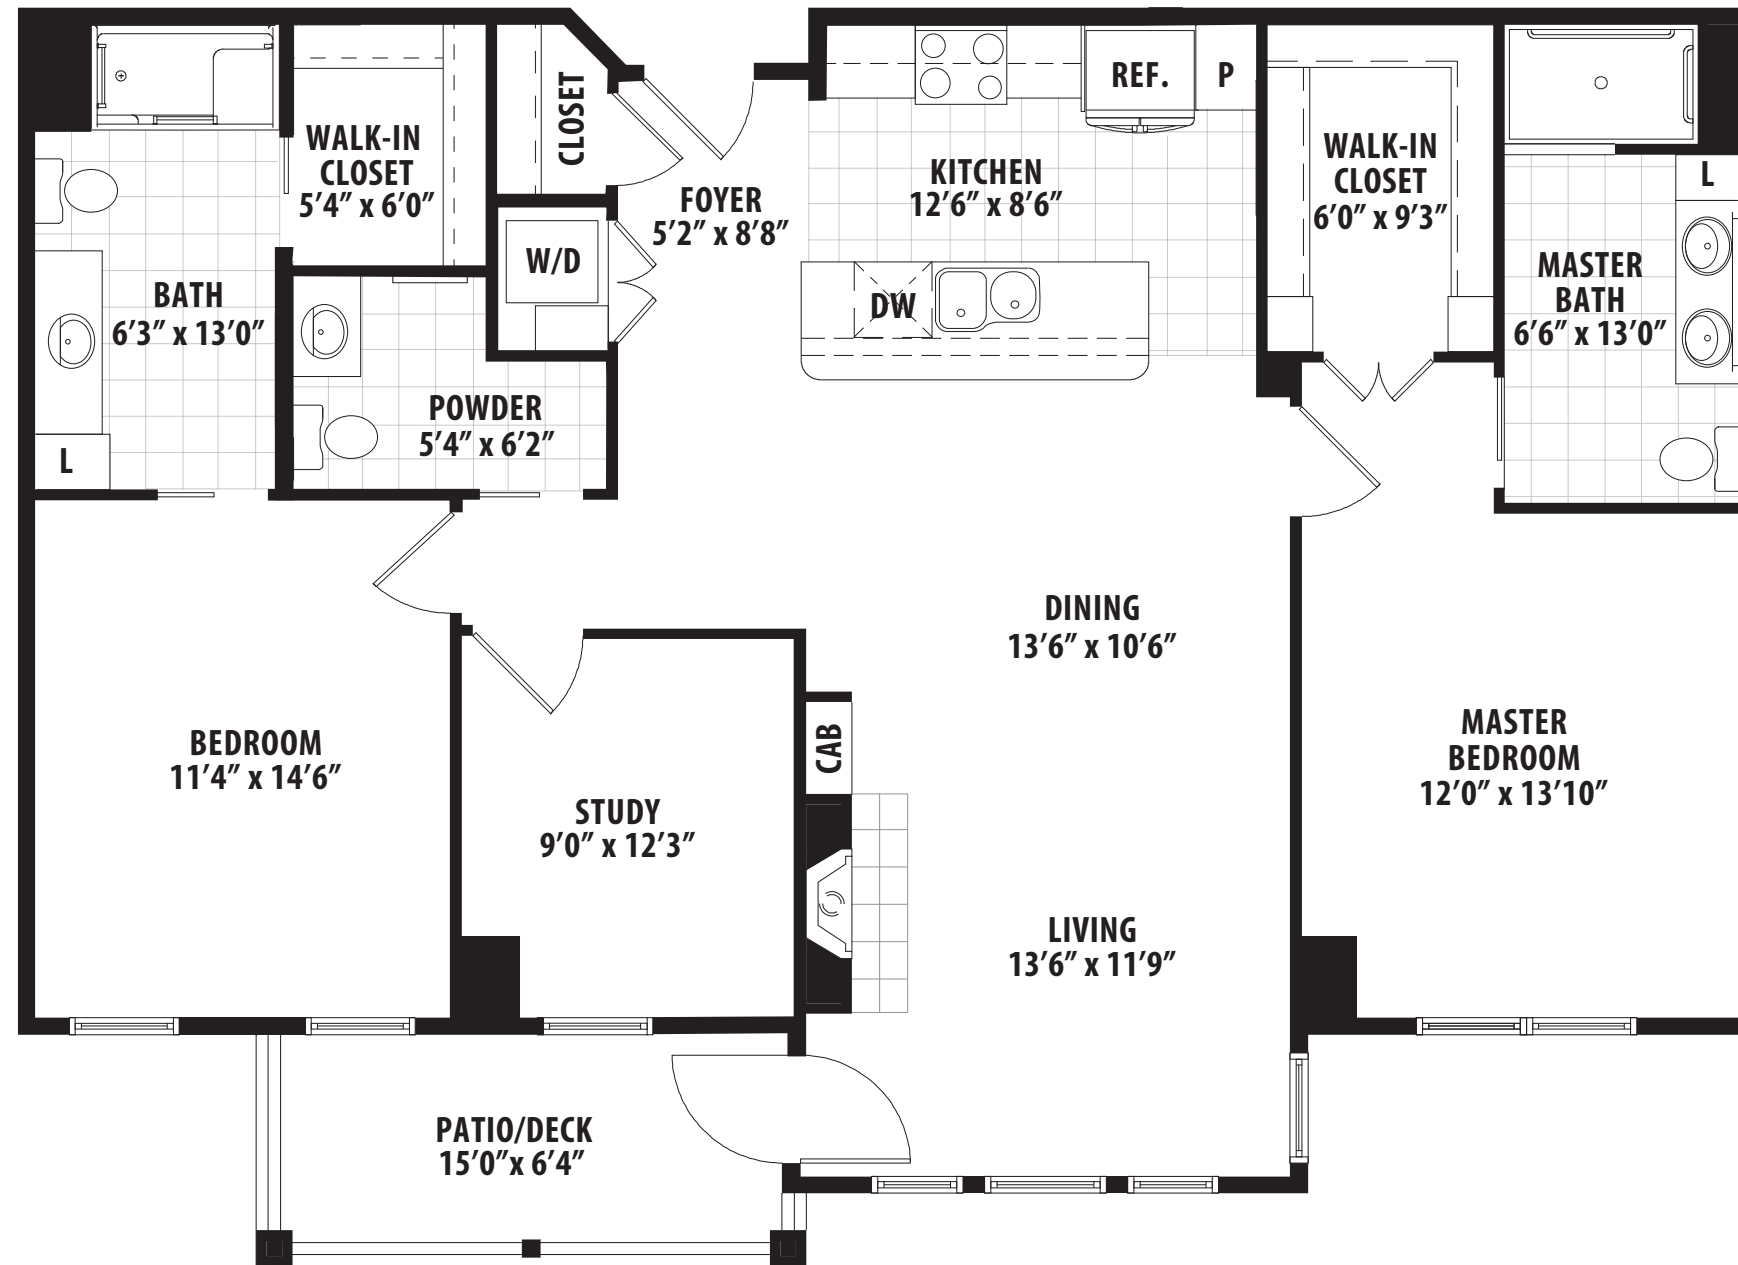 WALK-IN
CLOSET
5’4” x 6’0”
CLOSET
FOYER
5’2” x 8’8”
REF.
P
KITCHEN
12’6” x 8’6”
WALK-IN
CLOSET
6’0” x 9’3”
L
W/D
BATH
6’3” x 13’0”
DW
MASTER
BATH
6’6” x 13’0”
POWDER
5’4” x 6’2”
L
DINING
13’6” x 10’6”
BEDROOM
11’4” x 14’6”
CAB
MASTER
BEDROOM
12’0” x 13’10”
STUDY
9’0” x 12’3”
LIVING
13’6” x 11’9”
PATIO/DECK
15’0”x 6’4”